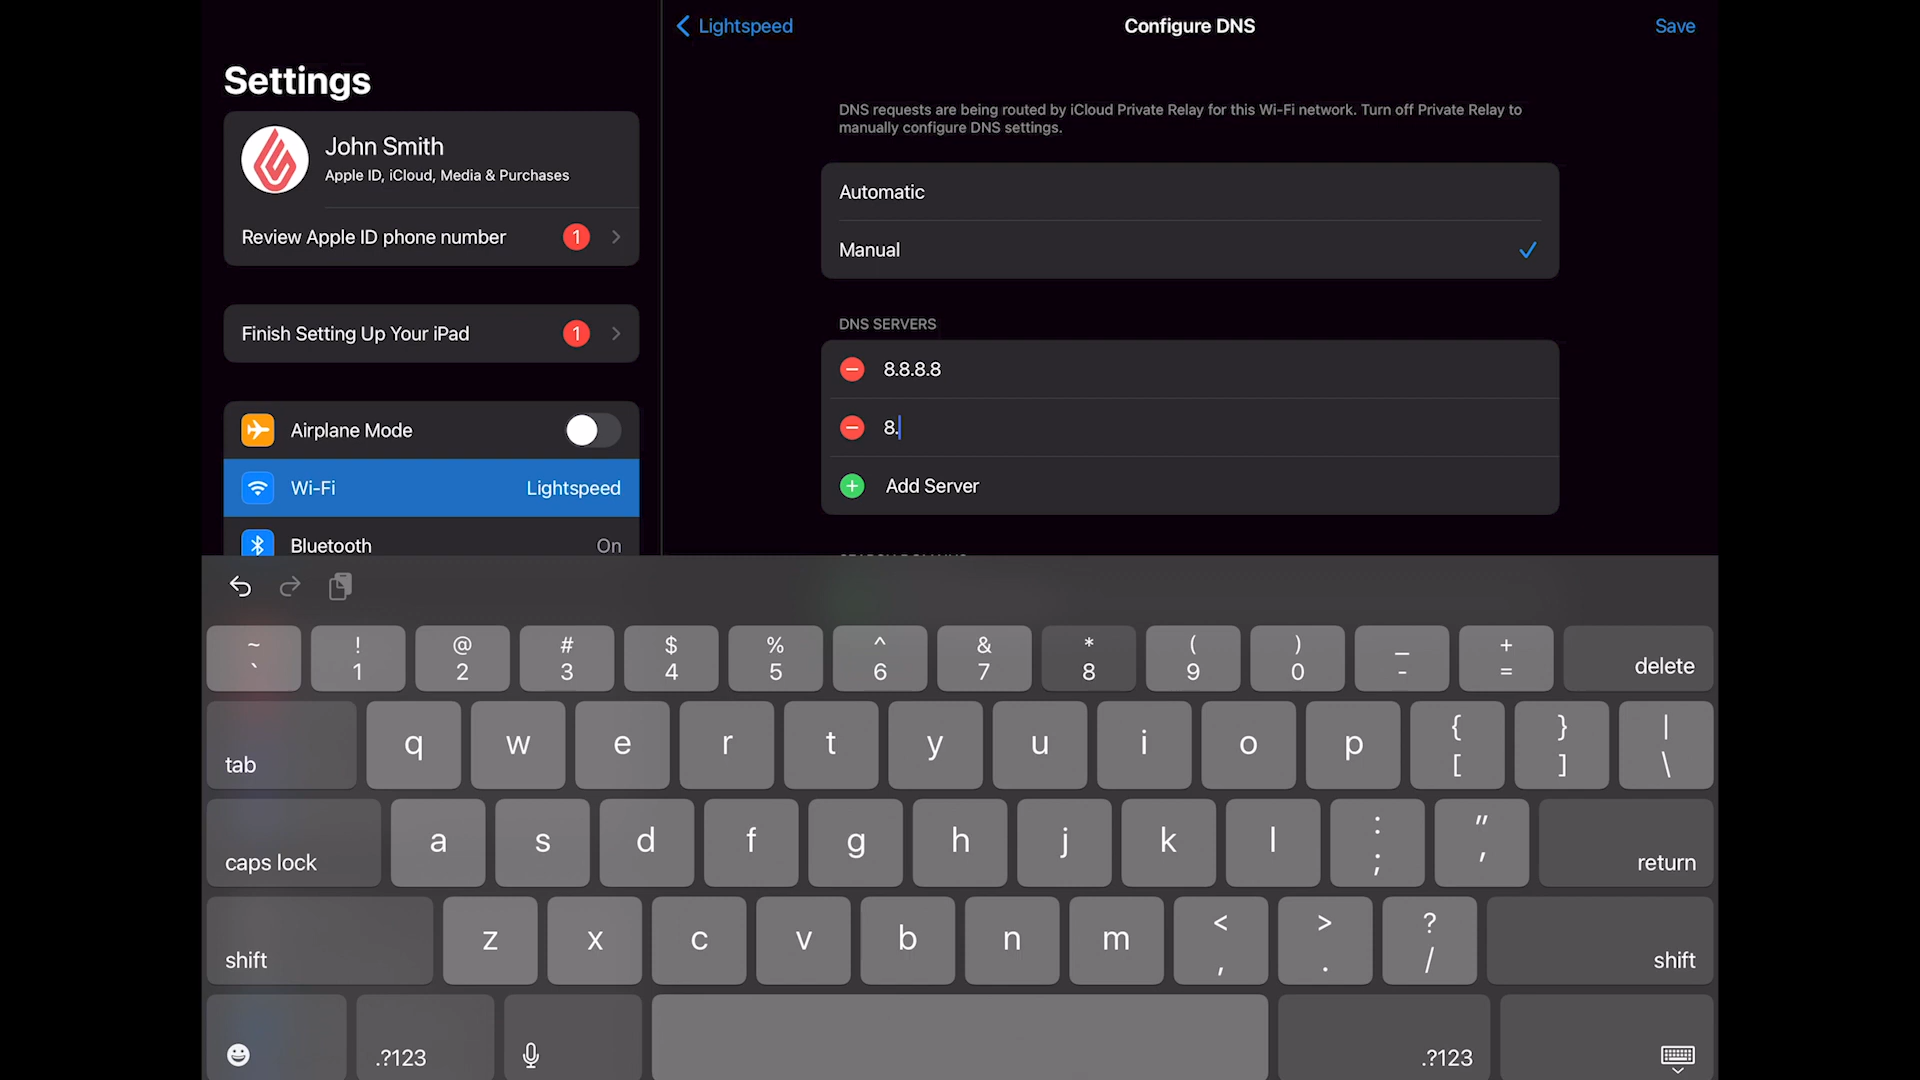 Settings
John Smith
Apple ID, iCloud, Media & Purchases
Review Apple ID phone number 1
Finish Setting Up Your iPad 1
Airplane Mode
Wi-Fi Lightspeed
Bluetooth On
Lightspeed Configure DNS Save
DNS requests are being routed by iCloud Private Relay for this Wi-Fi network. Turn off Private Relay to
manually configure DNS settings.
Automatic
Manual
DNS SERVERS
8.8.8.8
8.
Add Server
~ ! @ # $ % ^ & * ( ) _ +
` 1 2 3 4 5 6 7 8 9 0 - = delete
tab q w e r t y u i o p { [ } ] | \
caps lock a s d f g h j k l : ; " ' return
shift z x c v b n m < , > . ? / shift
.?123 .?123